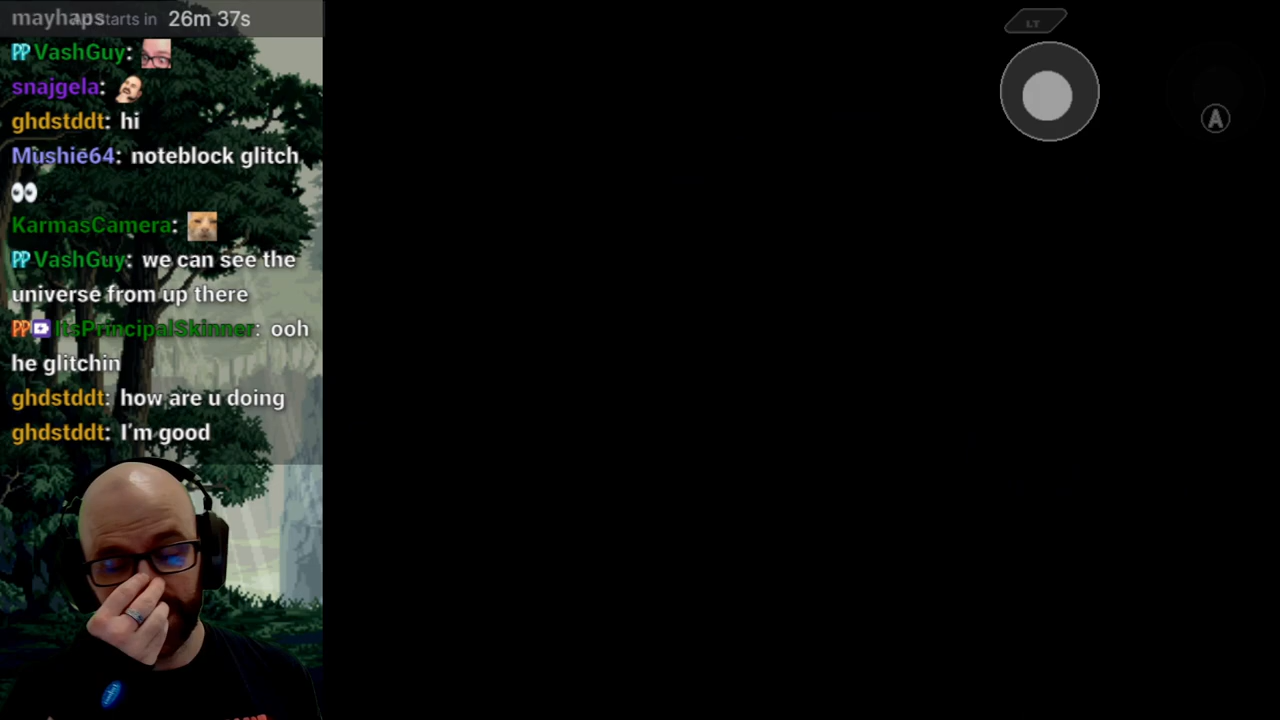 mayhaps
Ad starts in 26m 37s
VashGuy:
snajgela:
ghdstddt: hi
Mushie64: noteblock glitch
👀
KarmasCamera:
VashGuy: we can see the
universe from up there
ItsPrincipalSkinner: ooh
he glitchin
ghdstddt: how are u doing
ghdstddt: I'm good
LT
A